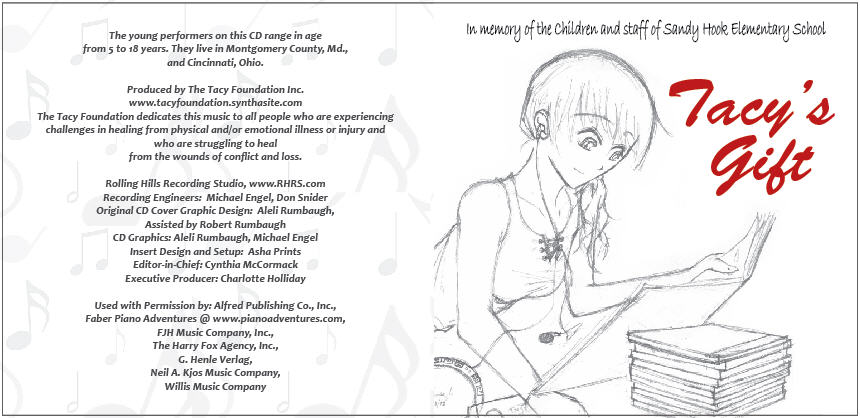 The young performers on this CD range in age
from 5 to 18 years. They live in Montgomery County, Md.,
and Cincinnati, Ohio.
Produced by The Tacy Foundation Inc.
www.tacyfoundation.synthasite.com
The Tacy Foundation dedicates this music to all people who are experiencing
challenges in healing from physical and/or emotional illness or injury and
who are struggling to heal
from the wounds of conflict and loss.
Rolling Hills Recording Studio, www.RHRS.com
Recording Engineers: Michael Engel, Don Snider
Original CD Cover Graphic Design: Aleli Rumbaugh,
Assisted by Robert Rumbaugh
CD Graphics: Aleli Rumbaugh, Michael Engel
Insert Design and Setup: Asha Prints
Editor-in-Chief: Cynthia McCormack
Executive Producer: Charlotte Holliday
Used with Permission by: Alfred Publishing Co., Inc.,
Faber Piano Adventures @ www.pianoadventures.com,
FJH Music Company, Inc.,
The Harry Fox Agency, Inc.,
G. Henle Verlag,
Neil A. Kjos Music Company,
Willis Music Company
In memory of the Children and staff of Sandy Hook Elementary School
Tacy's
Gift